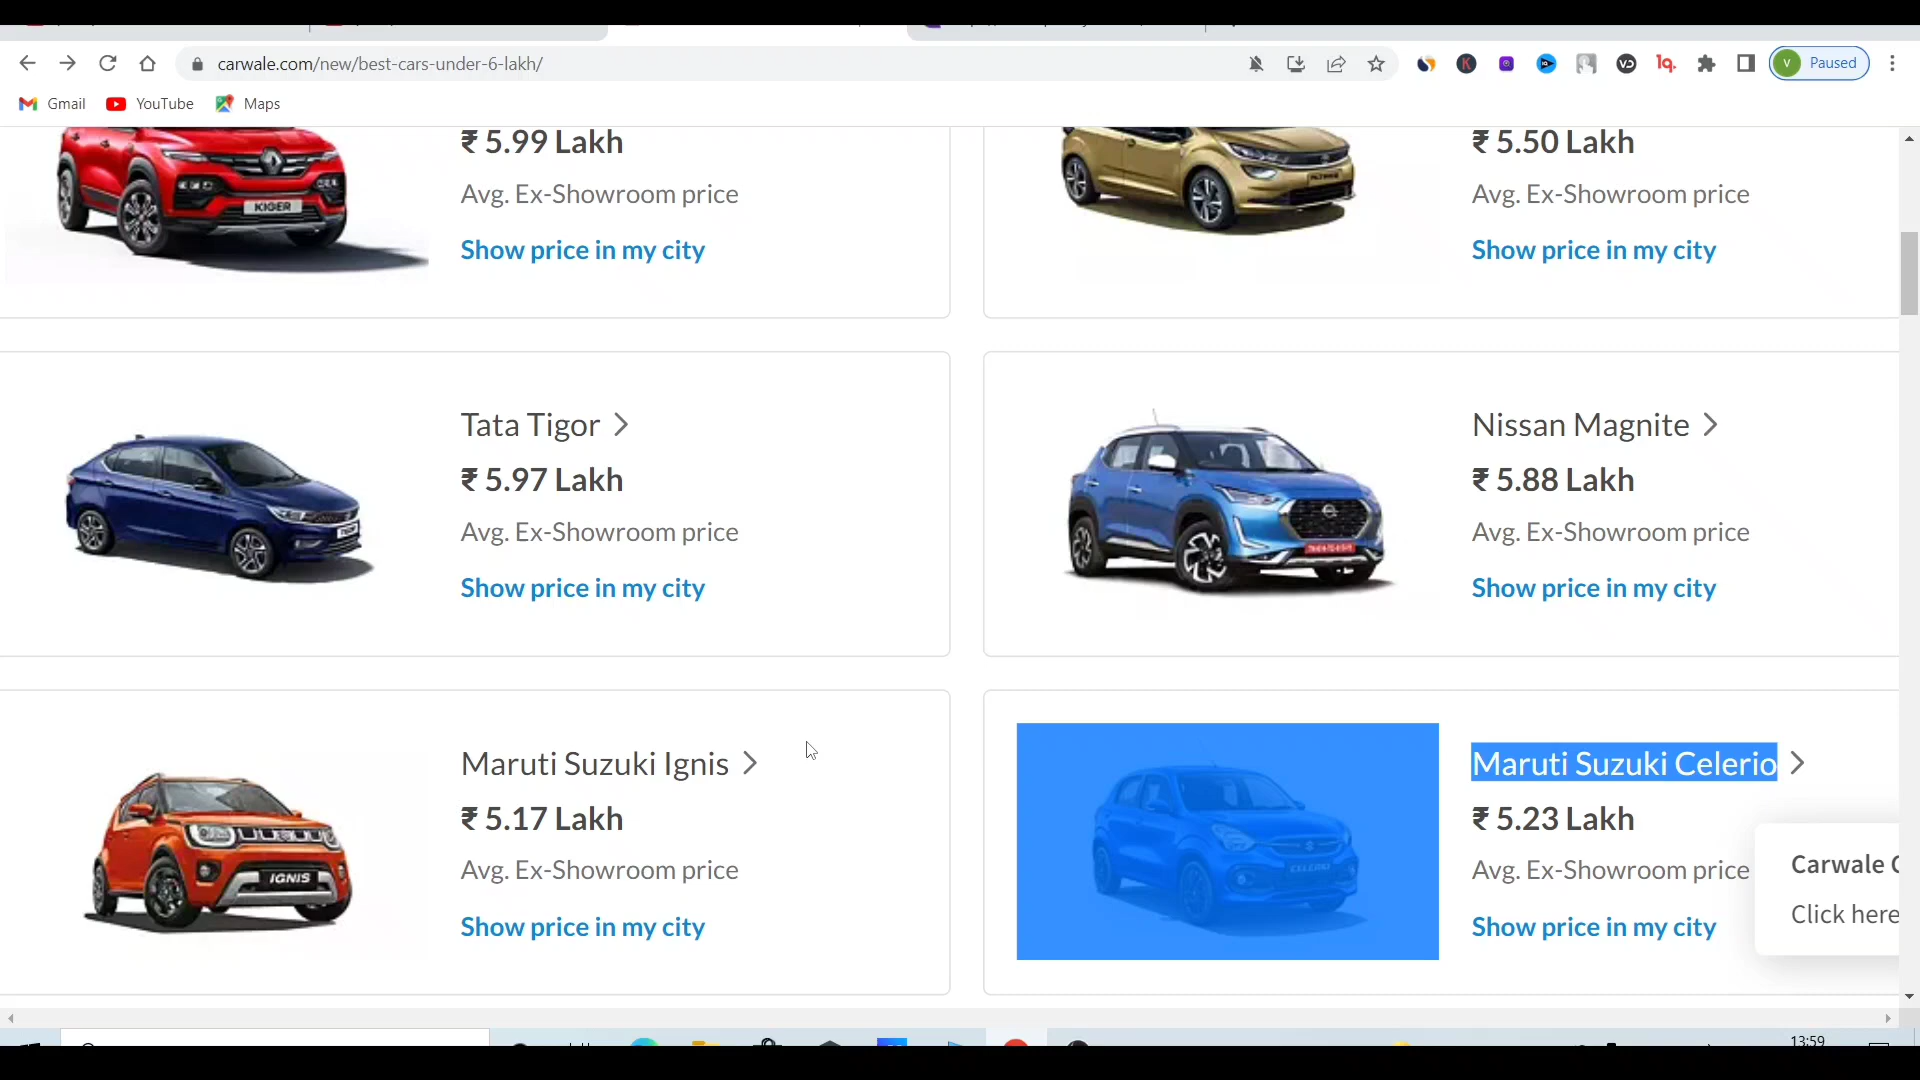 carwale.com/new/best-cars-under-6-lakh/
V Paused
Gmail YouTube Maps
₹ 5.99 Lakh
Avg. Ex-Showroom price
Show price in my city
KIGER
₹ 5.50 Lakh
Avg. Ex-Showroom price
Show price in my city
Tata Tigor
₹ 5.97 Lakh
Avg. Ex-Showroom price
Show price in my city
Nissan Magnite
₹ 5.88 Lakh
Avg. Ex-Showroom price
Show price in my city
Maruti Suzuki Ignis
₹ 5.17 Lakh
Avg. Ex-Showroom price
Show price in my city
IGNIS
Maruti Suzuki Celerio
₹ 5.23 Lakh
Avg. Ex-Showroom price
Show price in my city
CELERIO
Carwale
Click here
13:59